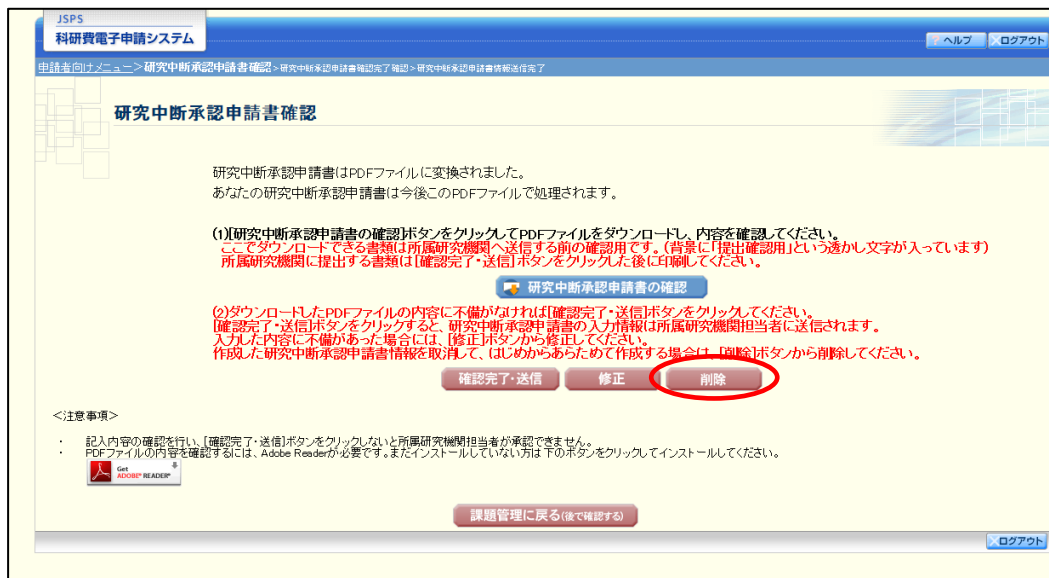 JSPS
科研費電子申請システム
? ヘルプ
×ログアウト
申請者向けメニュー>研究中断承認申請書確認>研究中断承認申請書確認完了確認>研究中断承認申請書情報送信完了
研究中断承認申請書確認
研究中断承認申請書はPDFファイルに変換されました。
あなたの研究中断承認申請書は今後このPDFファイルで処理されます。
(1)[研究中断承認申請書の確認]ボタンをクリックしてPDFファイルをダウンロードし、内容を確認してください。
ここでダウンロードできる書類は所属研究機関へ送信する前の確認用です。(背景に「提出確認用」という透かし文字が入っています)
所属研究機関に提出する書類は[確認完了・送信]ボタンをクリックした後に印刷してください。
研究中断承認申請書の確認
(2)ダウンロードしたPDFファイルの内容に不備がなければ[確認完了・送信]ボタンをクリックしてください。
[確認完了・送信]ボタンをクリックすると、研究中断承認申請書の入力情報は所属研究機関担当者に送信されます。
入力した内容に不備があった場合には、[修正]ボタンから修正してください。
作成した研究中断承認申請書情報を取消して、はじめからあらためて作成する場合は、[削除]ボタンから削除してください。
確認完了・送信
修正
削除
<注意事項>
・ 記入内容の確認を行い、[確認完了・送信]ボタンをクリックしないと所属研究機関担当者が承認できません。
・ PDFファイルの内容を確認するには、Adobe Readerが必要です。まだインストールしていない方は下のボタンをクリックしてインストールしてください。
Get
ADOBE® READER®
課題管理に戻る(後で確認する)
×ログアウト